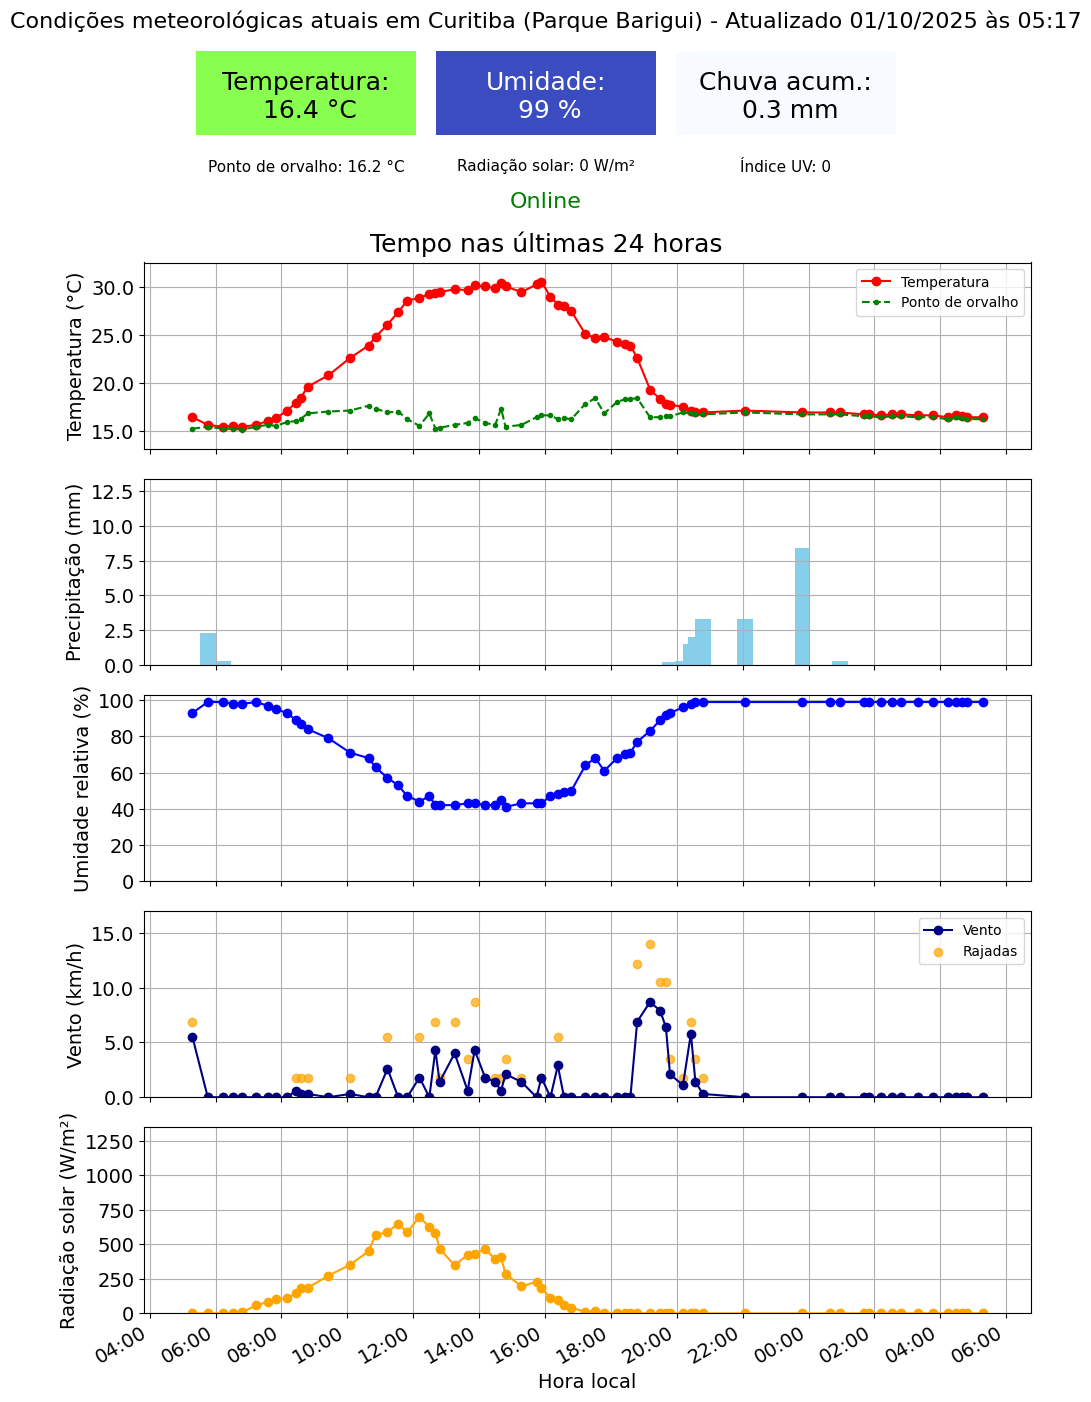 Condições meteorológicas atuais em Curitiba (Parque Barigui) - Atualizado 01/10/2025 às 05:17
Temperatura:
16.4 °C
Umidade:
99 %
Chuva acum.:
0.3 mm
Ponto de orvalho: 16.2 °C
Radiação solar: 0 W/m²
Índice UV: 0
Online
Tempo nas últimas 24 horas
Temperatura (°C)
30.0
25.0
20.0
15.0
Temperatura
Ponto de orvalho
Precipitação (mm)
12.5
10.0
7.5
5.0
2.5
0.0
Umidade relativa (%)
100
80
60
40
20
0
Vento (km/h)
15.0
10.0
5.0
0.0
Vento
Rajadas
Radiação solar (W/m²)
1250
1000
750
500
250
0
04:00
06:00
08:00
10:00
12:00
14:00
16:00
18:00
20:00
22:00
00:00
02:00
04:00
06:00
Hora local